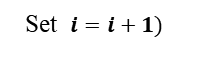 Set i = i + 1)